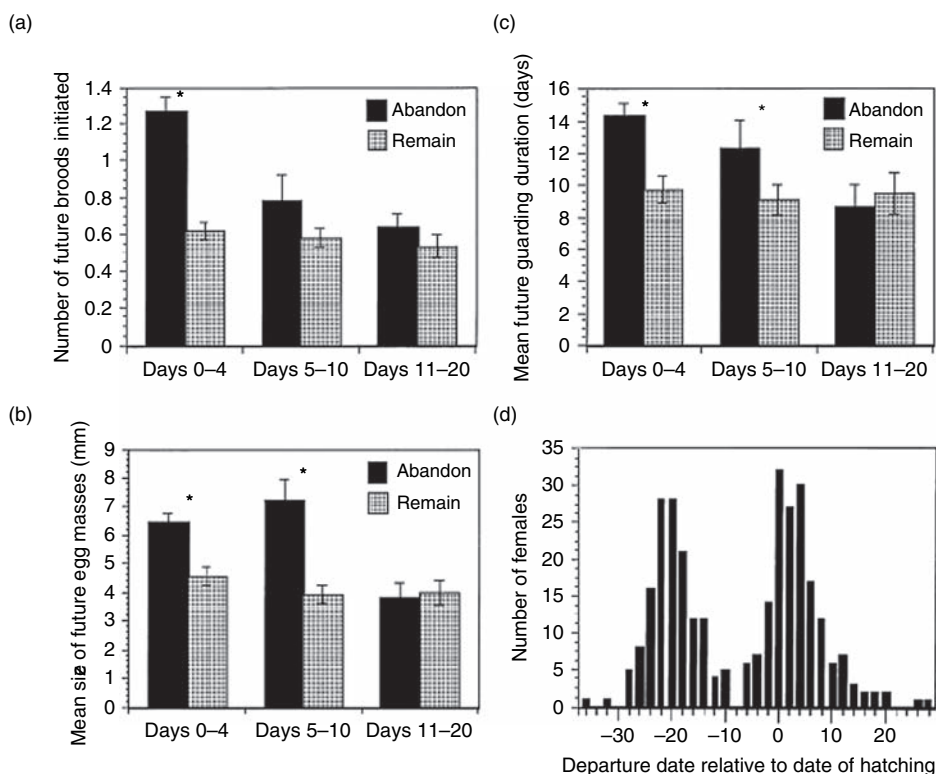 (a)
Number of future broods initiated
1.4
1.2
1
0.8
0.6
0.4
0.2
0
*
Abandon
Remain
Days 0–4 Days 5–10 Days 11–20
(b)
Mean size of future egg masses (mm)
9
8
7
6
5
4
3
2
1
0
*
*
Abandon
Remain
Days 0–4 Days 5–10 Days 11–20
(c)
Mean future guarding duration (days)
16
14
12
10
8
6
4
2
0
*
*
Abandon
Remain
Days 0–4 Days 5–10 Days 11–20
(d)
Number of females
35
30
25
20
15
10
5
0
–30 –20 –10 0 10 20
Departure date relative to date of hatching